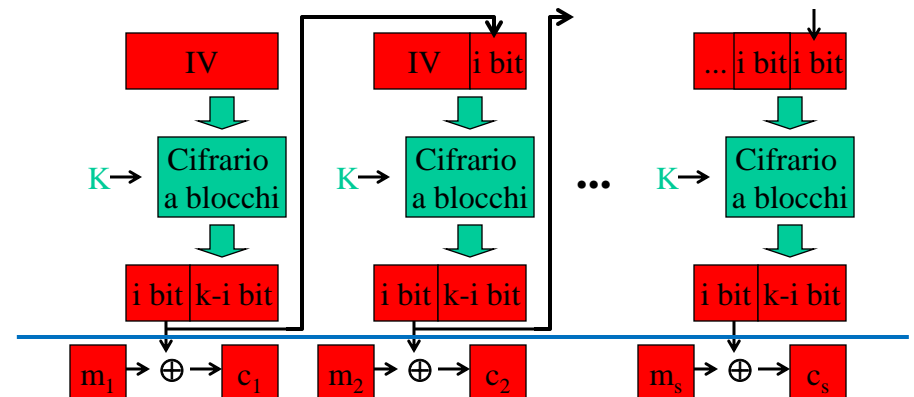 IV IV i bit ... i bit i bit
K Cifrario a blocchi K Cifrario a blocchi ... K Cifrario a blocchi
i bit k-i bit i bit k-i bit i bit k-i bit
m1 ⊕ c1 m2 ⊕ c2 ms ⊕ cs